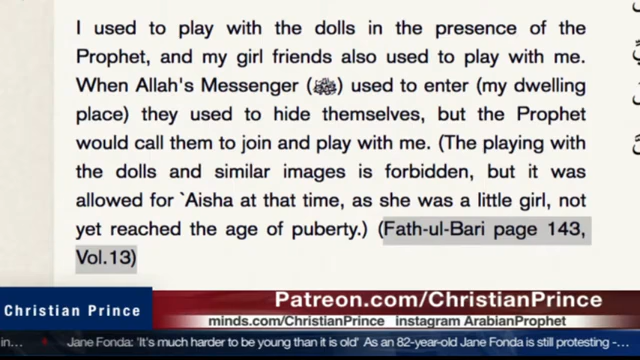 I used to play with the dolls in the presence of the
Prophet, and my girl friends also used to play with me.
When Allah's Messenger (ﷺ) used to enter (my dwelling
place) they used to hide themselves, but the Prophet
would call them to join and play with me. (The playing with
the dolls and similar images is forbidden, but it was
allowed for `Aisha at that time, as she was a little girl, not
yet reached the age of puberty.) (Fath-ul-Bari page 143,
Vol.13)
Christian Prince
Patreon.com/ChristianPrince
minds.com/ChristianPrince instagram ArabianProphet
in... Jane Fonda: 'It's much harder to be young than it is old' As an 82-year-old Jane Fonda is still protesting -...